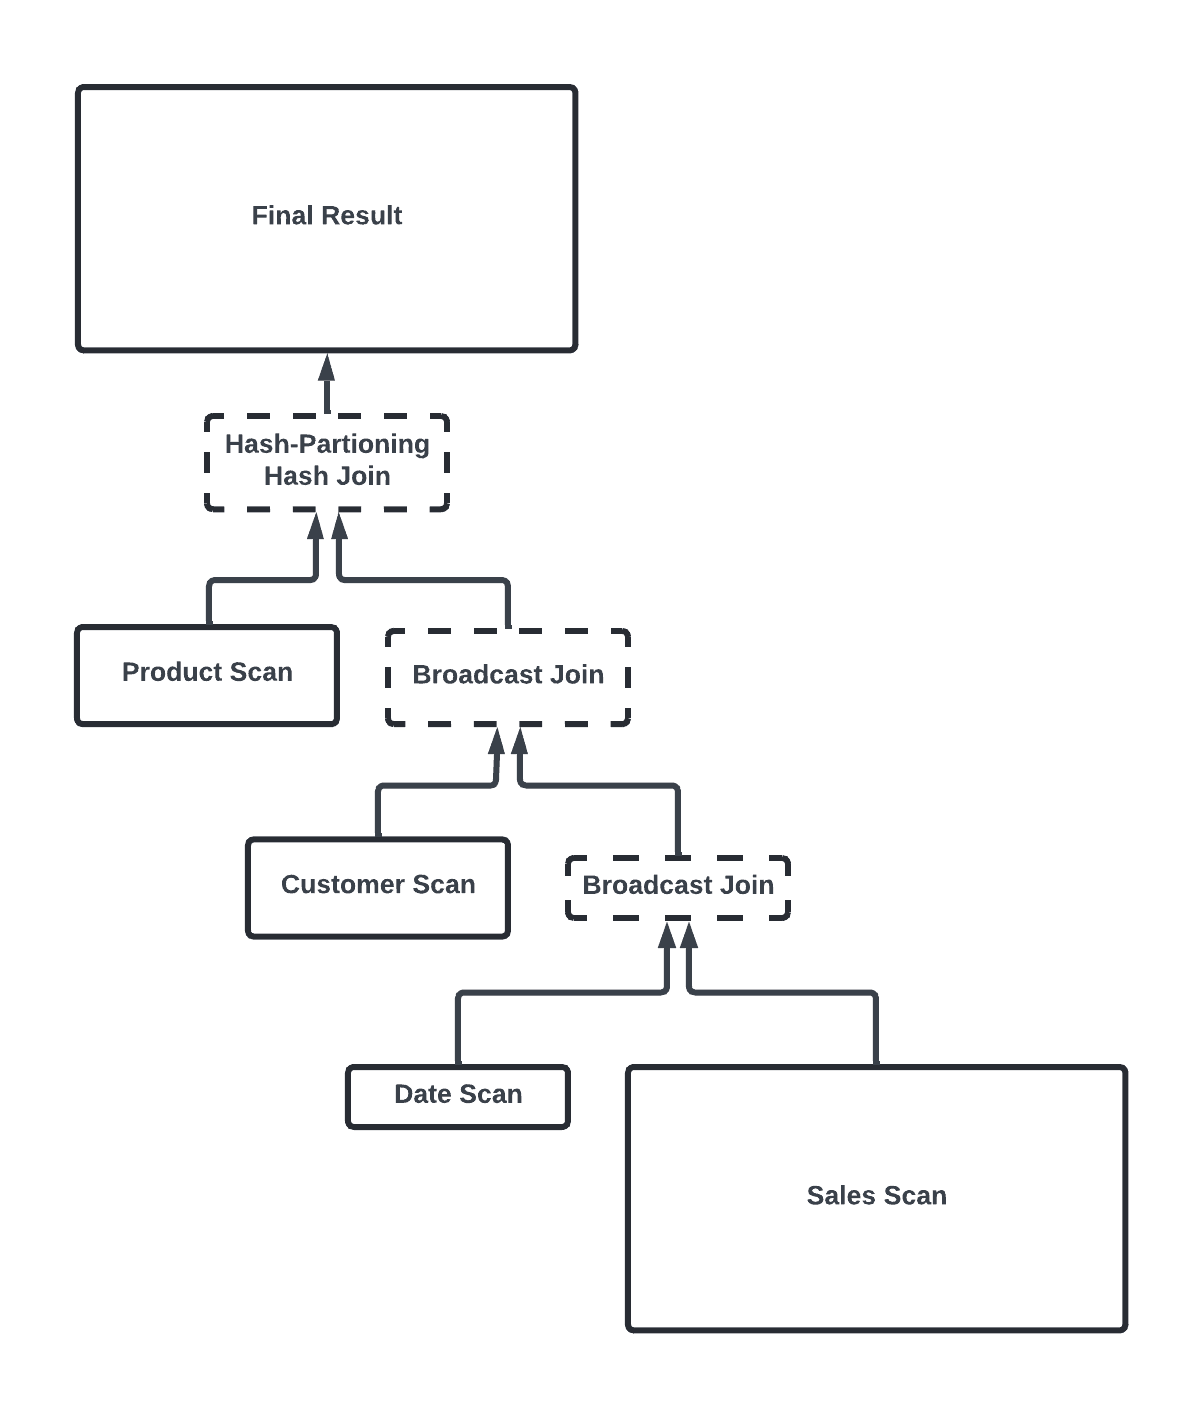 Final Result
Hash-Partioning
Hash Join
Product Scan
Broadcast Join
Customer Scan
Broadcast Join
Date Scan
Sales Scan